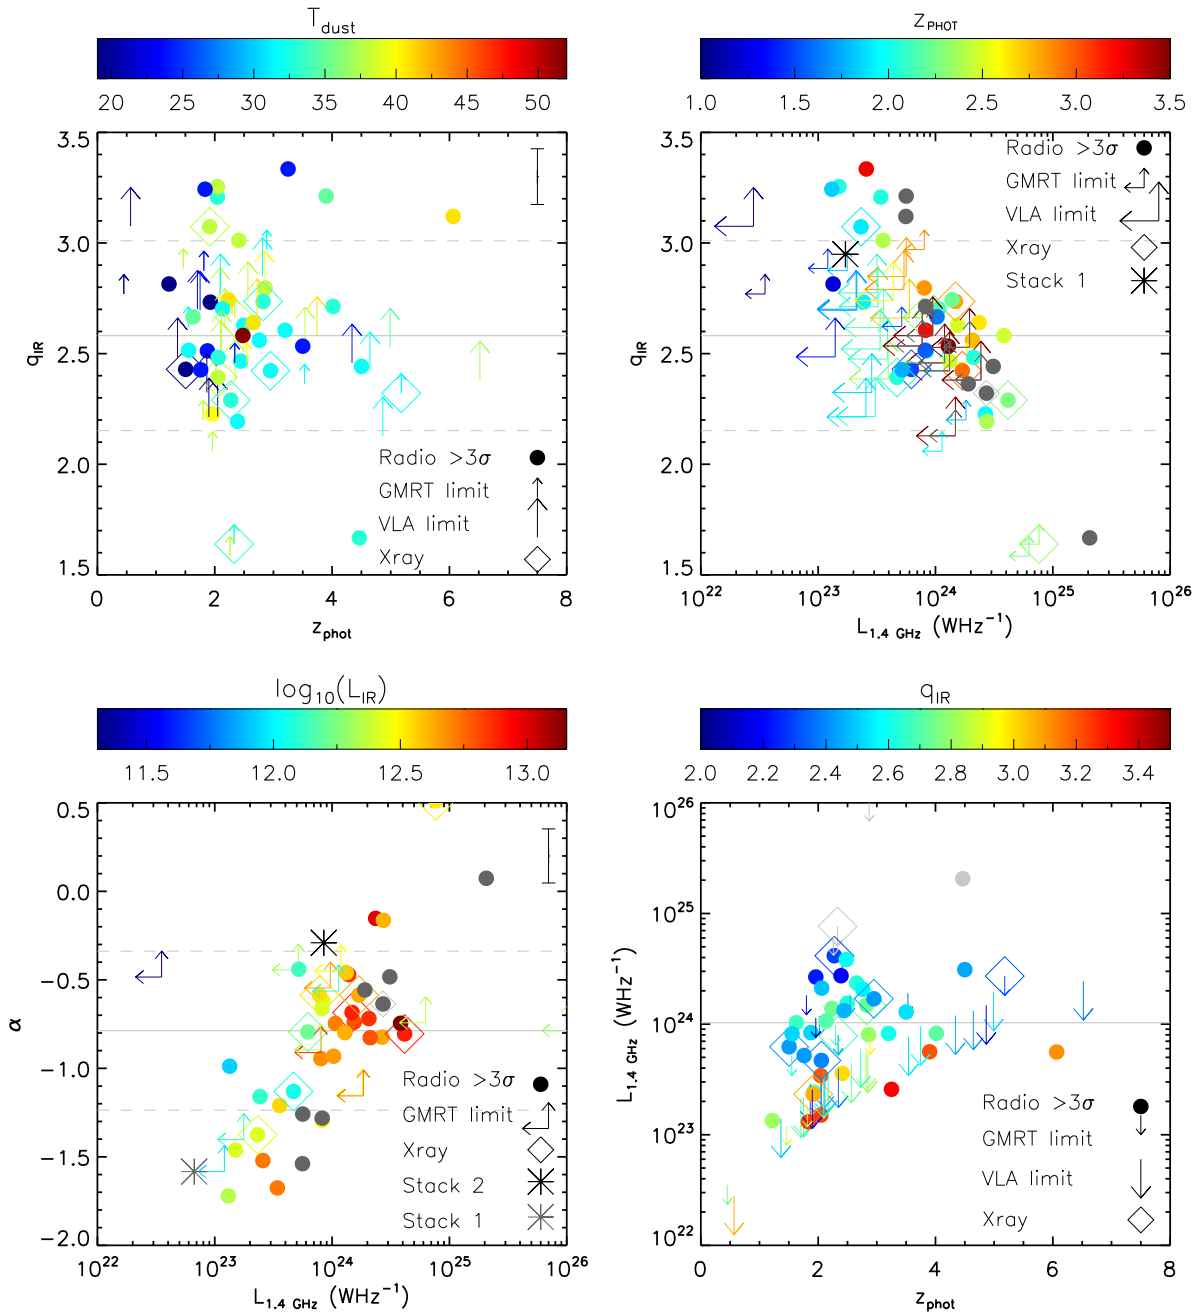 T_dust
20 25 30 35 40 45 50
z_PHOT
1.0 1.5 2.0 2.5 3.0 3.5
3.5
3.0
2.5
2.0
1.5
q_IR
Radio >3σ
GMRT limit
VLA limit
Xray
0 2 4 6 8
z_phot
3.5
3.0
2.5
2.0
1.5
q_IR
Radio >3σ
GMRT limit
VLA limit
Xray
Stack 1
10^22 10^23 10^24 10^25 10^26
L_1.4 GHz (WHz^-1)
log_10(L_IR)
11.5 12.0 12.5 13.0
q_IR
2.0 2.2 2.4 2.6 2.8 3.0 3.2 3.4
0.5
0.0
-0.5
-1.0
-1.5
-2.0
α
Radio >3σ
GMRT limit
Xray
Stack 2
Stack 1
10^22 10^23 10^24 10^25 10^26
L_1.4 GHz (WHz^-1)
10^26
10^25
10^24
10^23
10^22
L_1.4 GHz (WHz^-1)
Radio >3σ
GMRT limit
VLA limit
Xray
0 2 4 6 8
z_phot